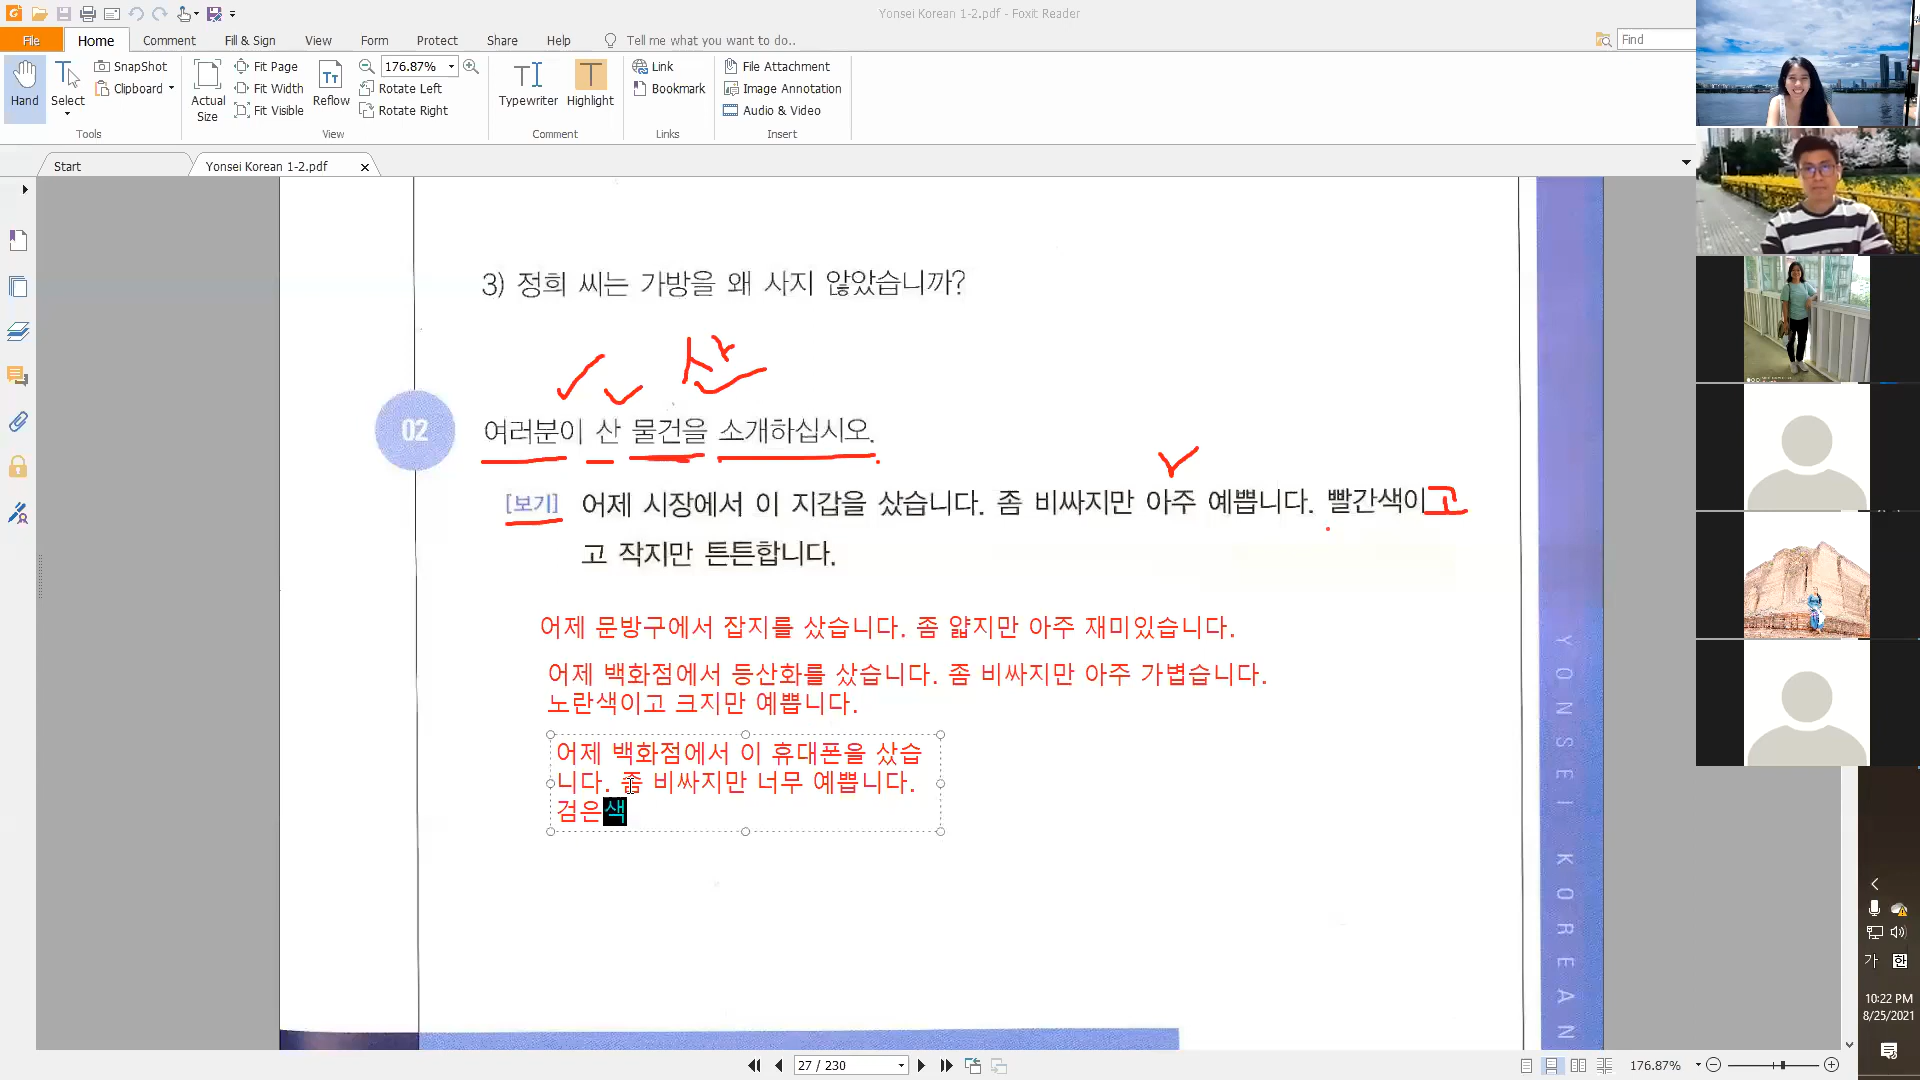 Yonsei Korean 1-2.pdf - Foxit Reader
File Home Comment Fill & Sign View Form Protect Share Help Tell me what you want to do.. Find
Hand
Select
SnapShot
Clipboard
Actual Size
Fit Page
Fit Width
Fit Visible
Reflow
176.87%
Rotate Left
Rotate Right
Typewriter
Highlight
Link
Bookmark
File Attachment
Image Annotation
Audio & Video
Tools View Comment Links Insert
Start Yonsei Korean 1-2.pdf
3) 정희 씨는 가방을 왜 사지 않았습니까?
산
02 여러분이 산 물건을 소개하십시오.
[보기] 어제 시장에서 이 지갑을 샀습니다. 좀 비싸지만 아주 예쁩니다. 빨간색이고
고 작지만 튼튼합니다.
어제 문방구에서 잡지를 샀습니다. 좀 얇지만 아주 재미있습니다.
어제 백화점에서 등산화를 샀습니다. 좀 비싸지만 아주 가볍습니다.
노란색이고 크지만 예쁩니다.
어제 백화점에서 이 휴대폰을 샀습
니다. 좀 비싸지만 너무 예쁩니다.
검은색
YONSEI KOREAN
27 / 230
176.87%
가 한
10:22 PM
8/25/2021